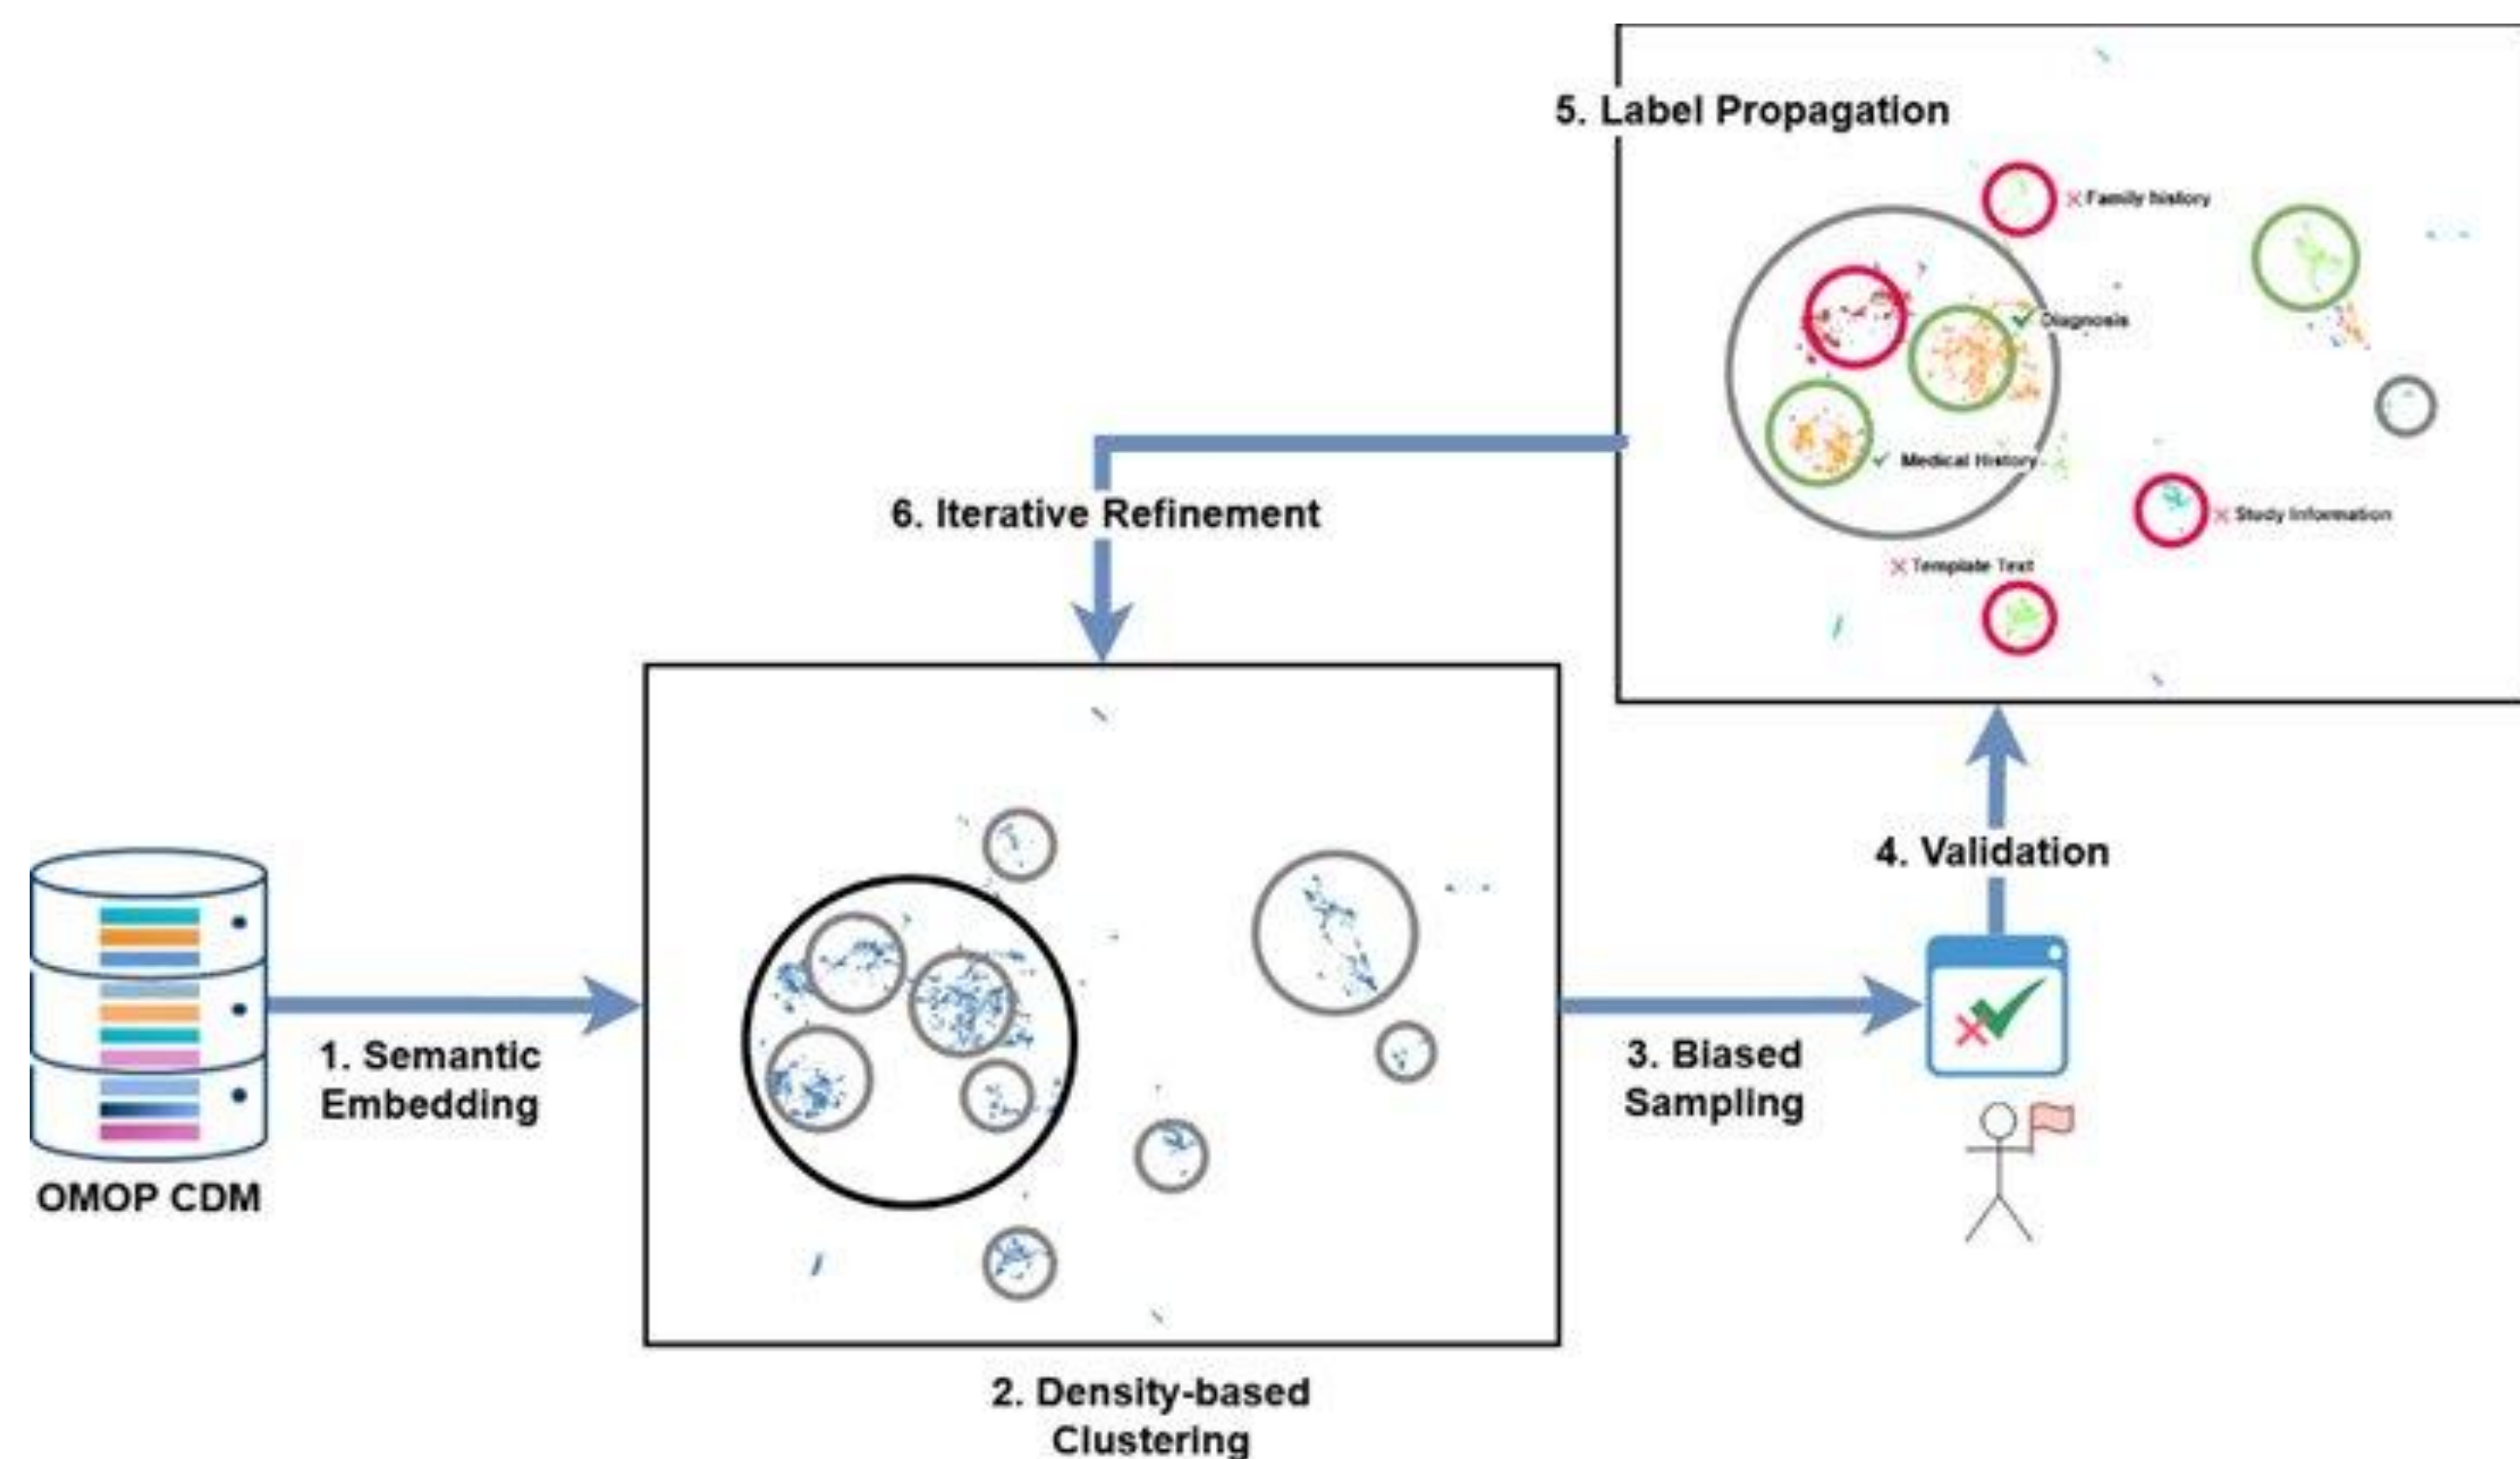 5. Label Propagation
Family history
Diagnosis
Medical History
Study Information
Template Text
6. Iterative Refinement
4. Validation
1. Semantic
Embedding
3. Biased
Sampling
OMOP CDM
2. Density-based
Clustering